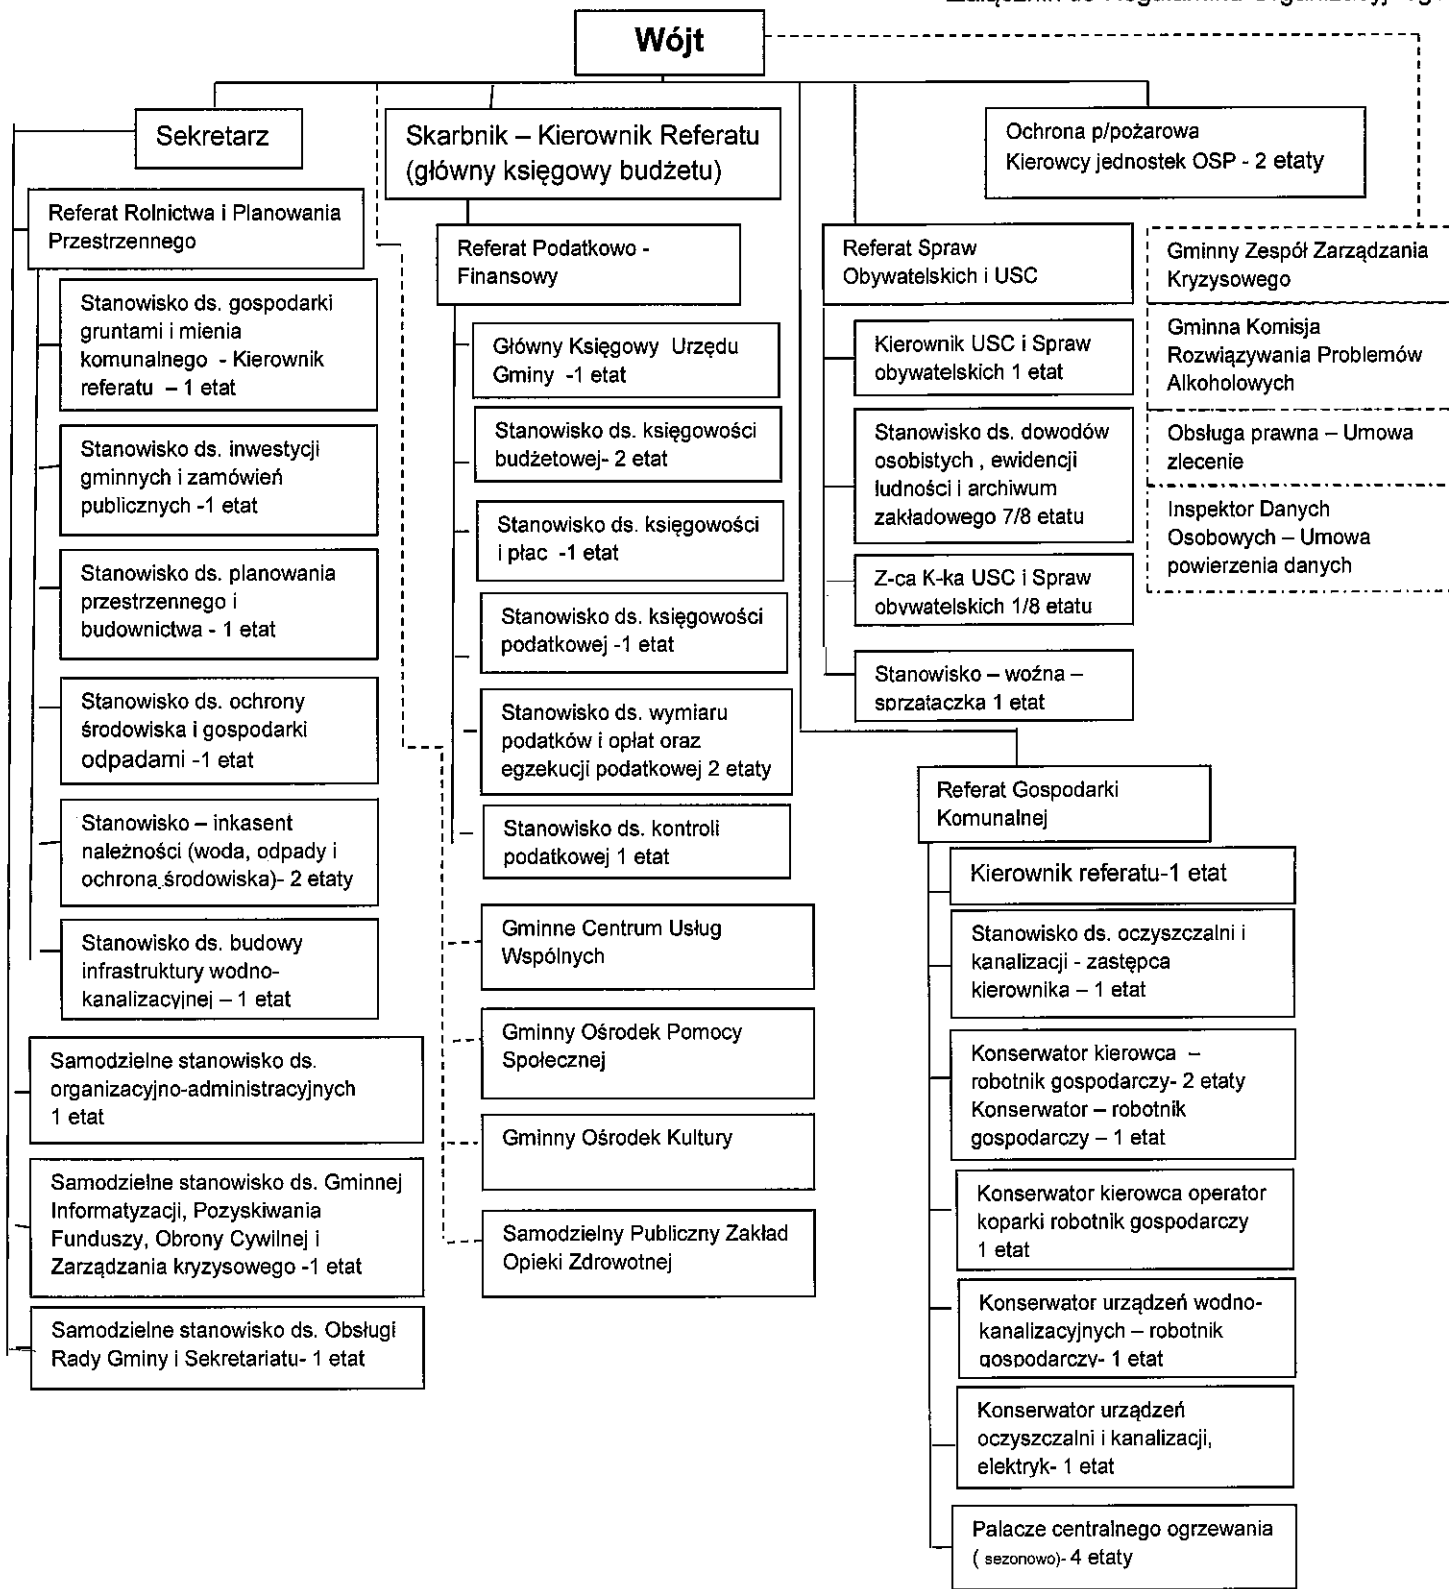 Wójt
Sekretarz
Skarbnik – Kierownik Referatu
(główny księgowy budżetu)
Ochrona p/pożarowa
Kierowcy jednostek OSP - 2 etaty
Referat Rolnictwa i Planowania
Przestrzennego
Stanowisko ds. gospodarki
gruntami i mienia
komunalnego - Kierownik
referatu – 1 etat
Stanowisko ds. inwestycji
gminnych i zamówień
publicznych -1 etat
Stanowisko ds. planowania
przestrzennego i
budownictwa - 1 etat
Stanowisko ds. ochrony
środowiska i gospodarki
odpadami -1 etat
Stanowisko – inkasent
należności (woda, odpady i
ochrona środowiska)- 2 etaty
Stanowisko ds. budowy
infrastruktury wodno-
kanalizacyjnej – 1 etat
Samodzielne stanowisko ds.
organizacyjno-administracyjnych
1 etat
Samodzielne stanowisko ds. Gminnej
Informatyzacji, Pozyskiwania
Funduszy, Obrony Cywilnej i
Zarządzania kryzysowego -1 etat
Samodzielne stanowisko ds. Obsługi
Rady Gminy i Sekretariatu- 1 etat
Referat Podatkowo -
Finansowy
Główny Księgowy Urzędu
Gminy -1 etat
Stanowisko ds. księgowości
budżetowej- 2 etat
Stanowisko ds. księgowości
i płac -1 etat
Stanowisko ds. księgowości
podatkowej -1 etat
Stanowisko ds. wymiaru
podatków i opłat oraz
egzekucji podatkowej 2 etaty
Stanowisko ds. kontroli
podatkowej 1 etat
Gminne Centrum Usług
Wspólnych
Gminny Ośrodek Pomocy
Społecznej
Gminny Ośrodek Kultury
Samodzielny Publiczny Zakład
Opieki Zdrowotnej
Referat Spraw
Obywatelskich i USC
Kierownik USC i Spraw
obywatelskich 1 etat
Stanowisko ds. dowodów
osobistych , ewidencji
ludności i archiwum
zakładowego 7/8 etatu
Z-ca K-ka USC i Spraw
obywatelskich 1/8 etatu
Stanowisko – woźna –
sprzątaczka 1 etat
Gminny Zespół Zarządzania
Kryzysowego
Gminna Komisja
Rozwiązywania Problemów
Alkoholowych
Obsługa prawna – Umowa
zlecenie
Inspektor Danych
Osobowych – Umowa
powierzenia danych
Referat Gospodarki
Komunalnej
Kierownik referatu-1 etat
Stanowisko ds. oczyszczalni i
kanalizacji - zastępca
kierownika – 1 etat
Konserwator kierowca –
robotnik gospodarczy- 2 etaty
Konserwator – robotnik
gospodarczy – 1 etat
Konserwator kierowca operator
koparki robotnik gospodarczy
1 etat
Konserwator urządzeń wodno-
kanalizacyjnych – robotnik
gospodarczy- 1 etat
Konserwator urządzeń
oczyszczalni i kanalizacji,
elektryk- 1 etat
Palacze centralnego ogrzewania
( sezonowo)- 4 etaty